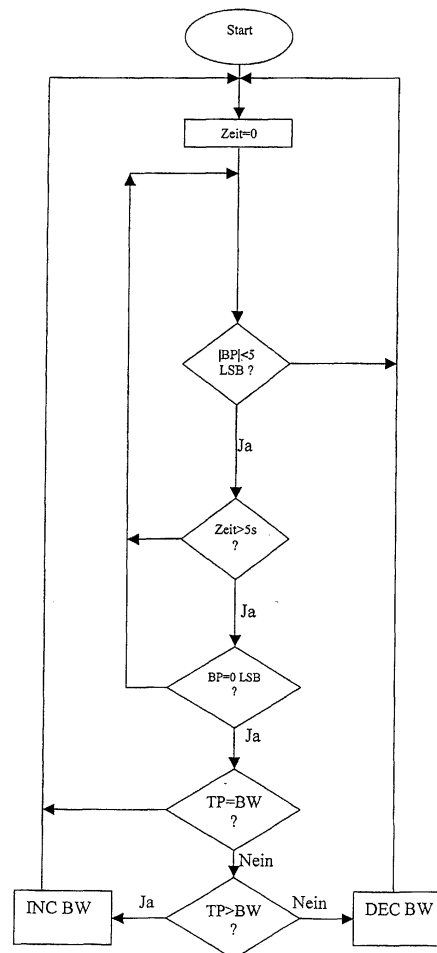 Start
Zeit=0
|BP|<5
LSB ?
Ja
Zeit>5s
?
Ja
BP=0 LSB
?
Ja
TP=BW
?
Nein
INC BW
Ja
TP>BW
?
Nein
DEC BW